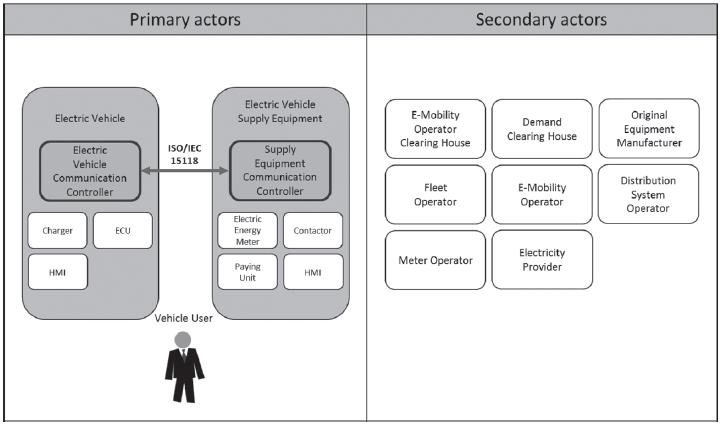 Primary actors
Secondary actors
Electric Vehicle
Electric
Vehicle
Communication
Controller
Charger
ECU
HMI
ISO/IEC
15118
Electric Vehicle
Supply Equipment
Supply
Equipment
Communication
Controller
Electric
Energy
Meter
Contactor
Paying
Unit
HMI
Vehicle User
E-Mobility
Operator
Clearing House
Demand
Clearing House
Original
Equipment
Manufacturer
Fleet
Operator
E-Mobility
Operator
Distribution
System
Operator
Meter Operator
Electricity
Provider